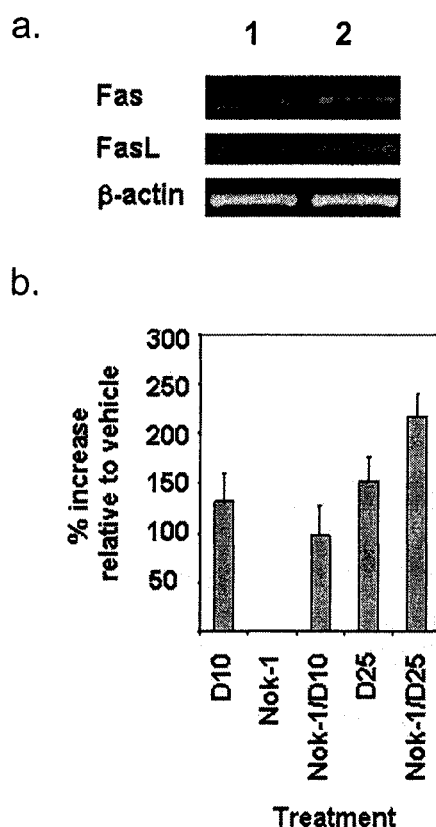 a.
1 2
Fas
FasL
β-actin
b.
% increase
relative to vehicle
300
250
200
150
100
50
D10
Nok-1
Nok-1/D10
D25
Nok-1/D25
Treatment